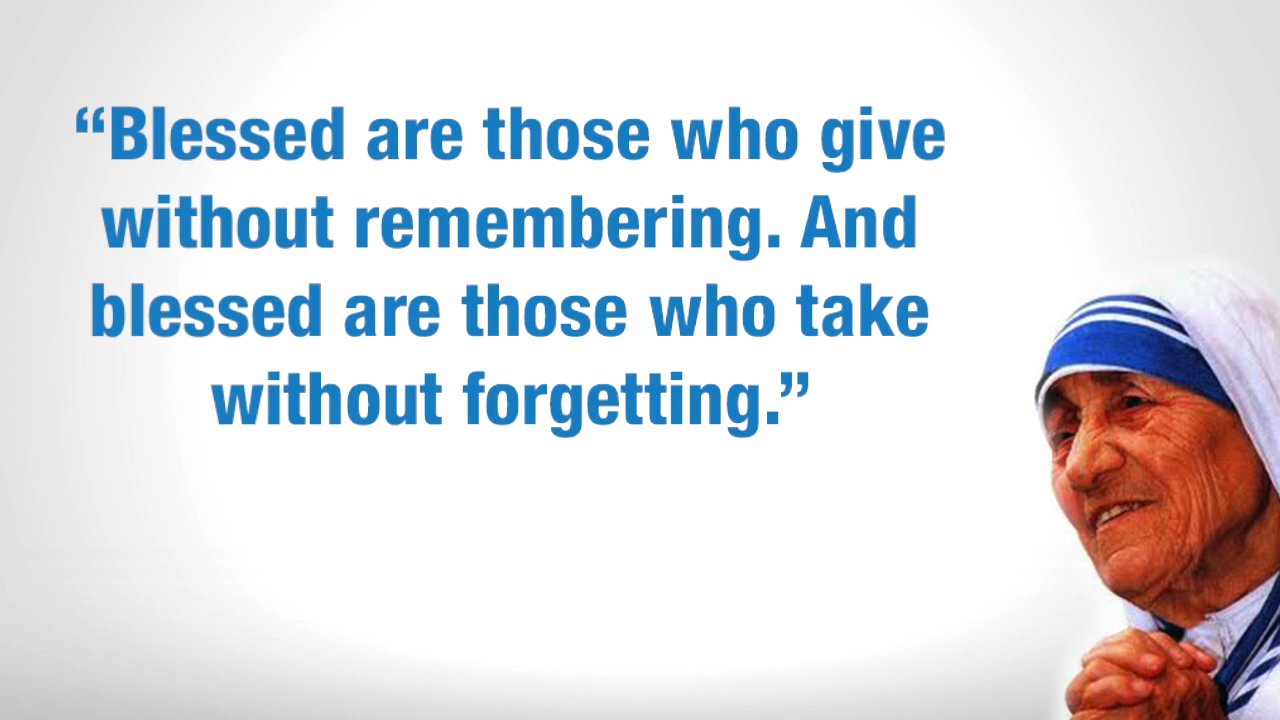 “Blessed are those who give
without remembering. And
blessed are those who take
without forgetting.”